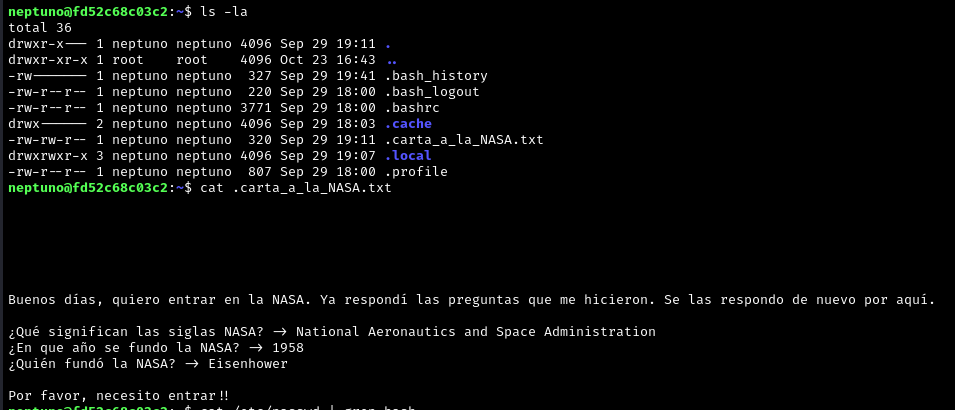 neptuno@fd52c68c03c2:~$ ls -la
total 36
drwxr-x--- 1 neptuno neptuno 4096 Sep 29 19:11 .
drwxr-xr-x 1 root    root    4096 Oct 23 16:43 ..
-rw------- 1 neptuno neptuno  327 Sep 29 19:41 .bash_history
-rw-r--r-- 1 neptuno neptuno  220 Sep 29 18:00 .bash_logout
-rw-r--r-- 1 neptuno neptuno 3771 Sep 29 18:00 .bashrc
drwx------ 2 neptuno neptuno 4096 Sep 29 18:03 .cache
-rw-rw-r-- 1 neptuno neptuno  320 Sep 29 19:11 .carta_a_la_NASA.txt
drwxrwxr-x 3 neptuno neptuno 4096 Sep 29 19:07 .local
-rw-r--r-- 1 neptuno neptuno  807 Sep 29 18:00 .profile
neptuno@fd52c68c03c2:~$ cat .carta_a_la_NASA.txt
Buenos días, quiero entrar en la NASA. Ya respondí las preguntas que me hicieron. Se las respondo de nuevo por aquí.
¿Qué significan las siglas NASA? -> National Aeronautics and Space Administration
¿En que año se fundo la NASA? -> 1958
¿Quién fundó la NASA? -> Eisenhower
Por favor, necesito entrar!!
neptuno@fd52c68c03c2:~$ cat /etc/passwd | grep bash